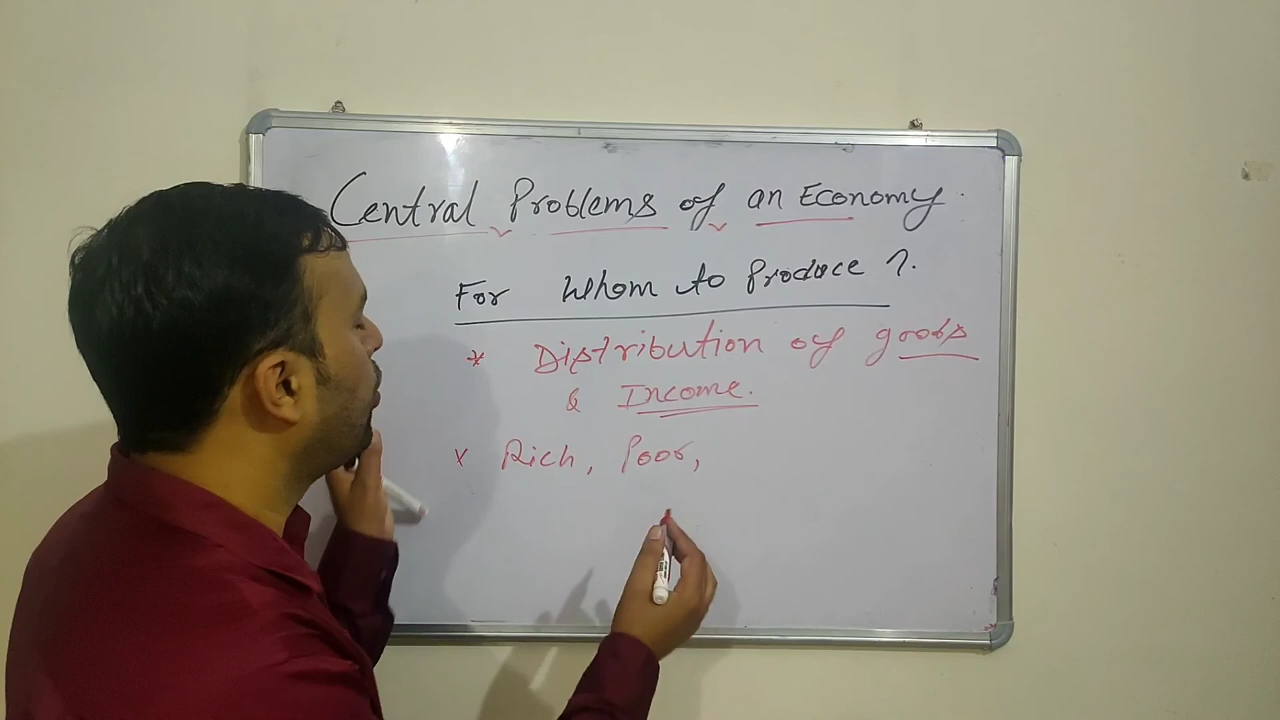 Central Problems of an Economy.
For Whom to Produce ?.
* Distribution of goods
& Income.
x Rich, Poor,